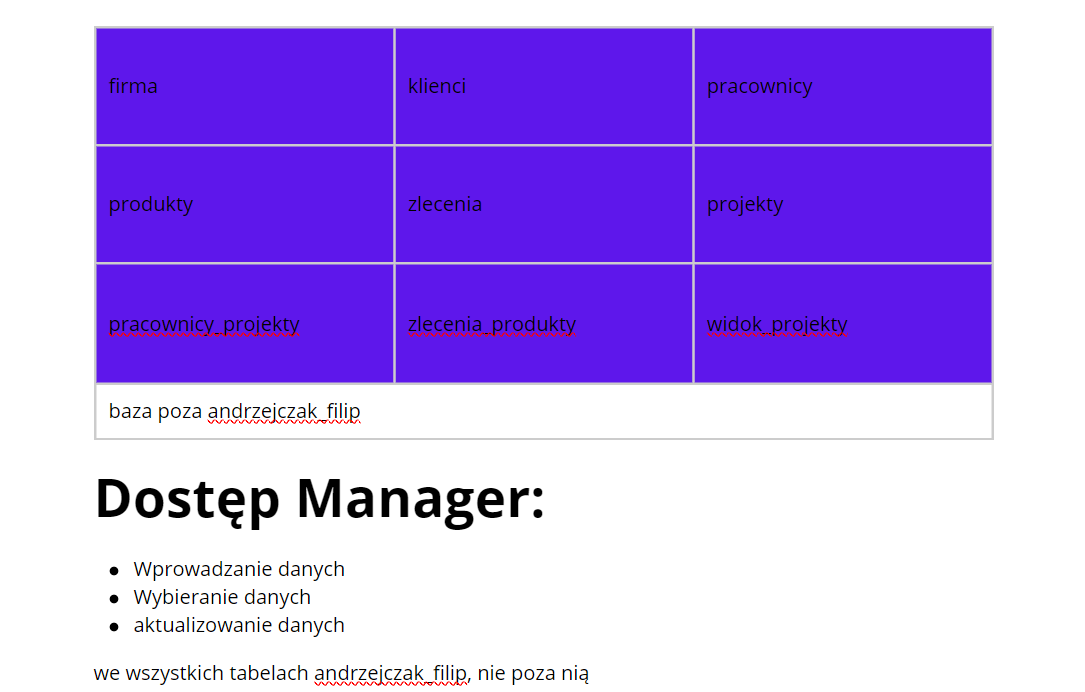 firma klienci pracownicy
produkty zlecenia projekty
pracownicy_projekty zlecenia_produkty widok_projekty
baza poza andrzejczak_filip
Dostęp Manager:
Wprowadzanie danych
Wybieranie danych
aktualizowanie danych
we wszystkich tabelach andrzejczak_filip, nie poza nią